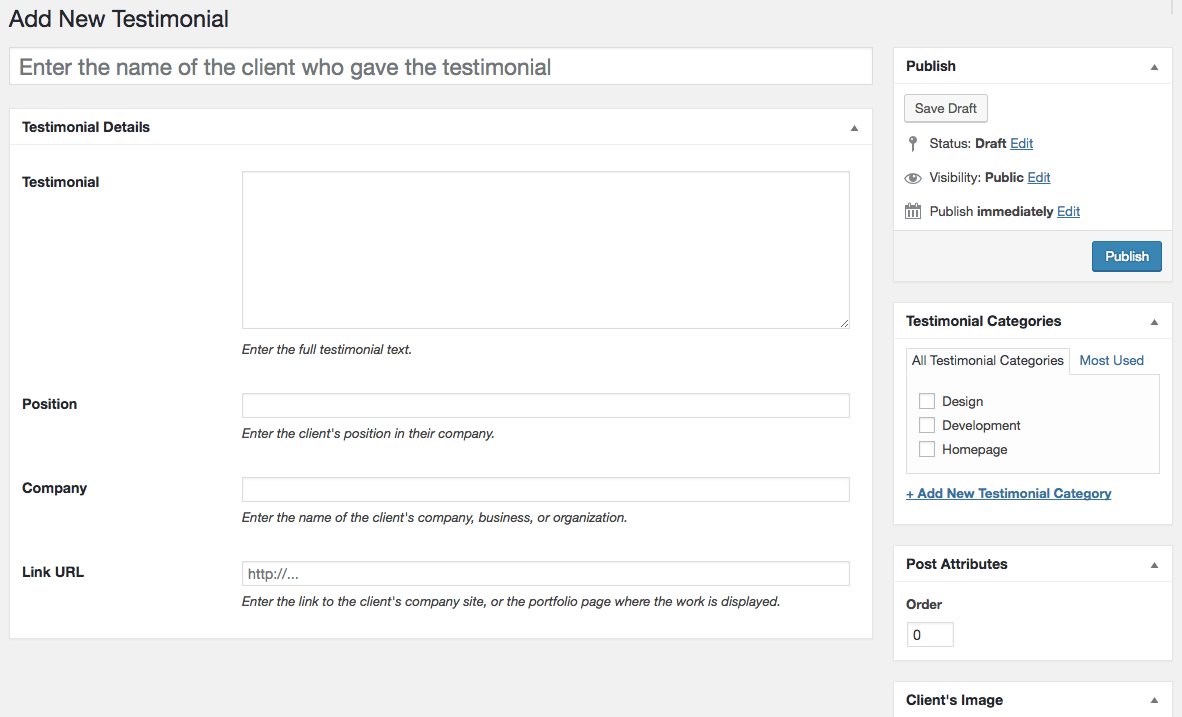 Add New Testimonial
Enter the name of the client who gave the testimonial
Testimonial Details
Testimonial
Enter the full testimonial text.
Position
Enter the client's position in their company.
Company
Enter the name of the client's company, business, or organization.
Link URL
http://...
Enter the link to the client's company site, or the portfolio page where the work is displayed.
Publish
Save Draft
Status: Draft Edit
Visibility: Public Edit
Publish immediately Edit
Publish
Testimonial Categories
All Testimonial Categories Most Used
Design
Development
Homepage
+ Add New Testimonial Category
Post Attributes
Order
0
Client's Image